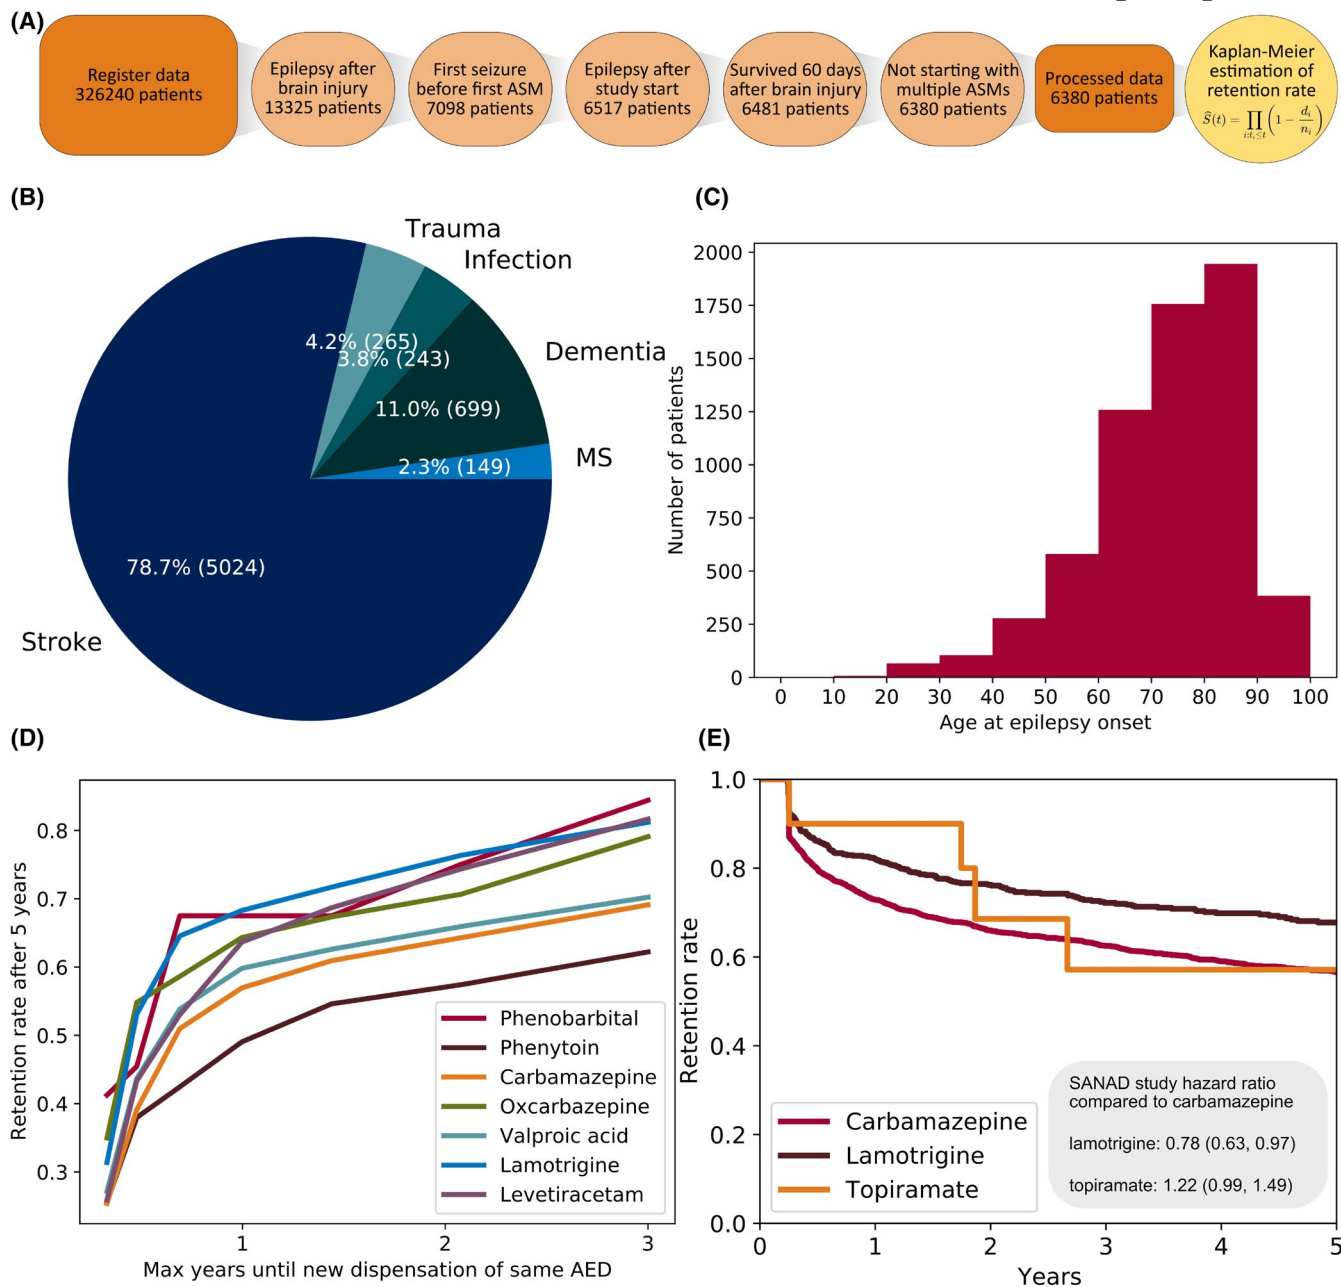 (A)
Register data
326240 patients
Epilepsy after
brain injury
13325 patients
First seizure
before first ASM
7098 patients
Epilepsy after
study start
6517 patients
Survived 60 days
after brain injury
6481 patients
Not starting with
multiple ASMs
6380 patients
Processed data
6380 patients
Kaplan-Meier
estimation of
retention rate
Ŝ(t) = ∏ i:tᵢ≤t (1 − dᵢ/nᵢ)
(B)
Trauma
Infection
Dementia
MS
Stroke
4.2% (265)
3.8% (243)
11.0% (699)
2.3% (149)
78.7% (5024)
(C)
Number of patients
2000
1750
1500
1250
1000
750
500
250
0
0 10 20 30 40 50 60 70 80 90 100
Age at epilepsy onset
(D)
Retention rate after 5 years
0.8
0.7
0.6
0.5
0.4
0.3
Phenobarbital
Phenytoin
Carbamazepine
Oxcarbazepine
Valproic acid
Lamotrigine
Levetiracetam
1 2 3
Max years until new dispensation of same AED
(E)
Retention rate
1.0
0.8
0.6
0.4
0.2
0.0
Carbamazepine
Lamotrigine
Topiramate
SANAD study hazard ratio
compared to carbamazepine
lamotrigine: 0.78 (0.63, 0.97)
topiramate: 1.22 (0.99, 1.49)
0 1 2 3 4 5
Years